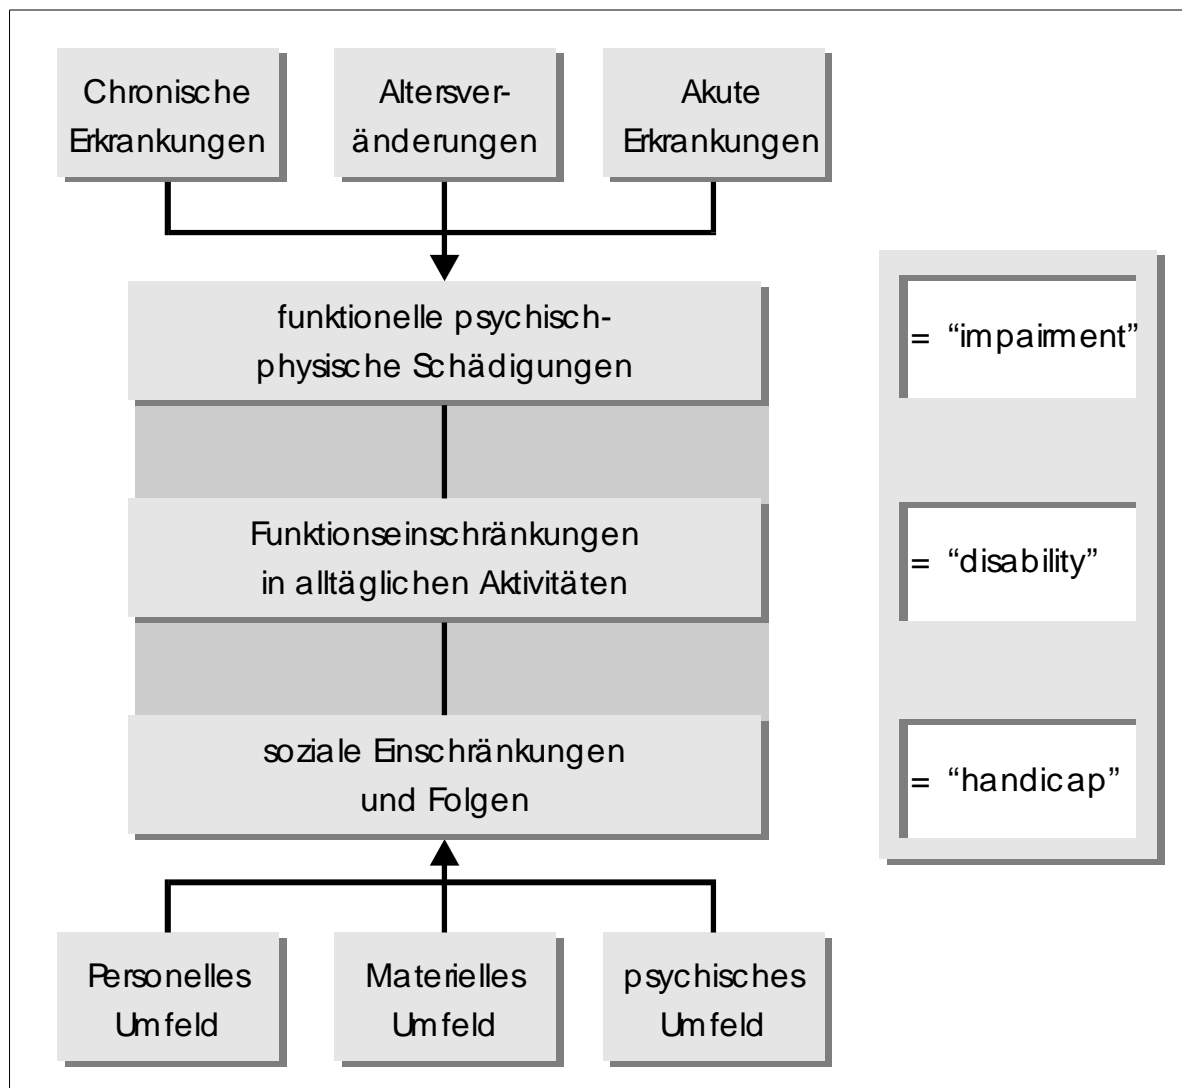 Chronische
Erkrankungen
Altersver-
änderungen
Akute
Erkrankungen
funktionelle psychisch-
physische Schädigungen
= “impairment”
Funktionseinschränkungen
in alltäglichen Aktivitäten
= “disability”
soziale Einschränkungen
und Folgen
= “handicap”
Personelles
Umfeld
Materielles
Umfeld
psychisches
Umfeld